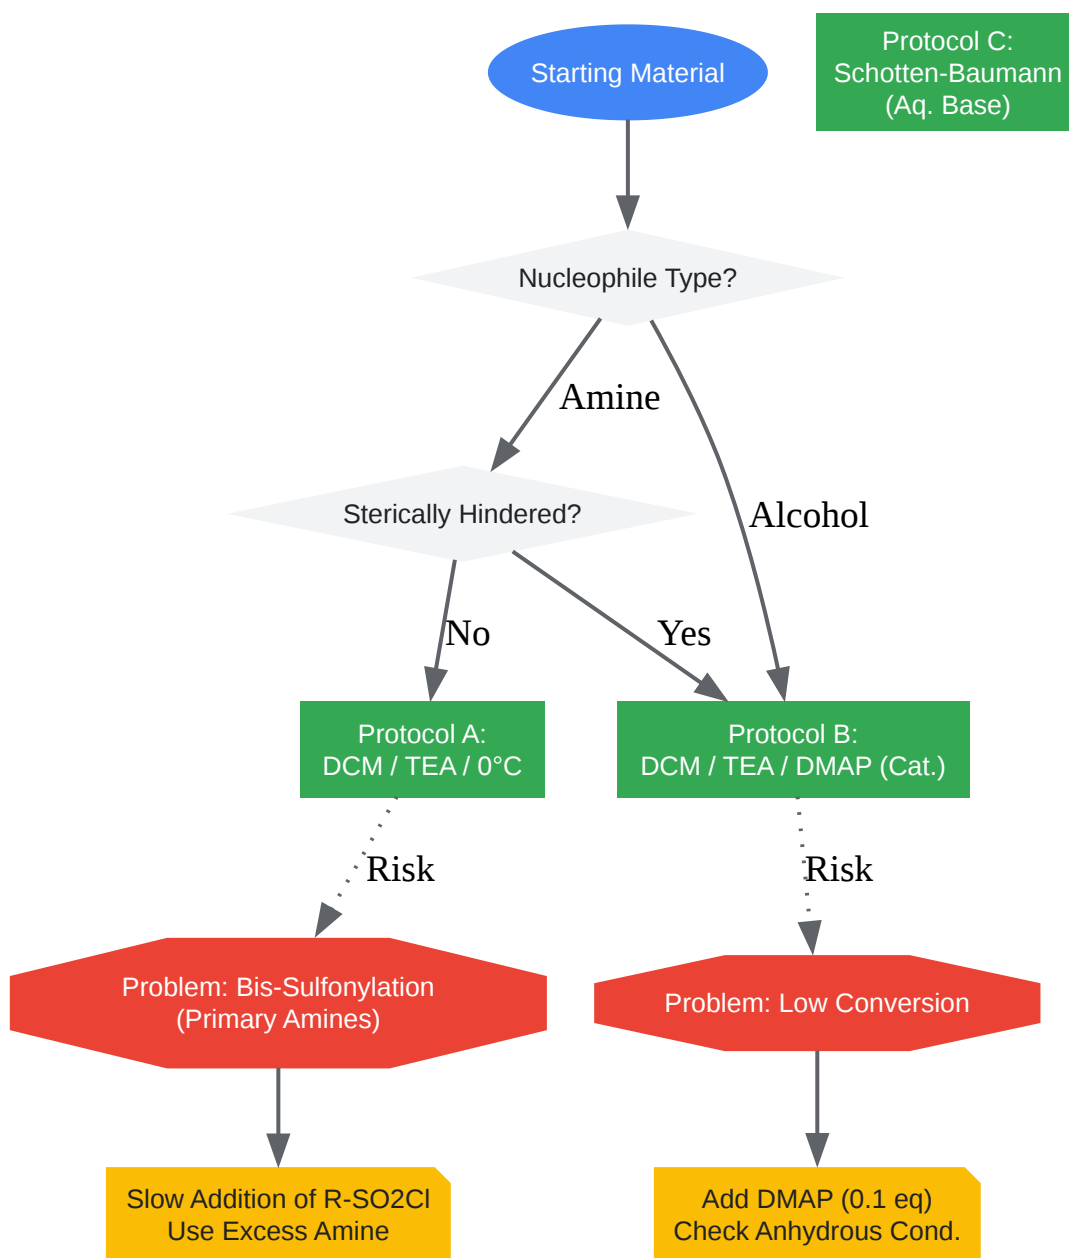 Starting Material
Protocol C:
Schotten-Baumann
(Aq. Base)
Nucleophile Type?
Amine
Alcohol
Sterically Hindered?
No
Yes
Protocol A:
DCM / TEA / 0°C
Protocol B:
DCM / TEA / DMAP (Cat.)
Risk
Risk
Problem: Bis-Sulfonylation
(Primary Amines)
Problem: Low Conversion
Slow Addition of R-SO2Cl
Use Excess Amine
Add DMAP (0.1 eq)
Check Anhydrous Cond.